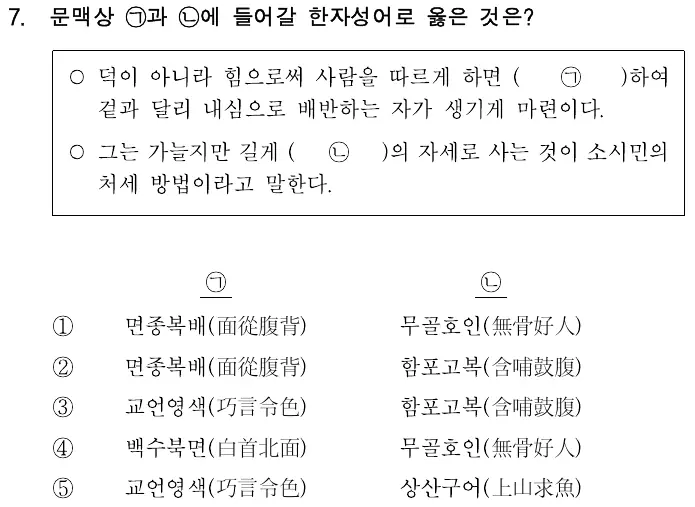 7. 문맥상 ㉠과 ㉡에 들어갈 한자성어로 옳은 것은?
○ 덕이 아니라 힘으로써 사람을 따르게 하면 ( ㉠ )하여
겉과 달리 내심으로 배반하는 자가 생기게 마련이다.
○ 그는 가늘지만 길게 ( ㉡ )의 자세로 사는 것이 소시민의
처세 방법이라고 말한다.
㉠ ㉡
① 면종복배(面從腹背) 무골호인(無骨好人)
② 면종복배(面從腹背) 함포고복(含哺鼓腹)
③ 교언영색(巧言令色) 함포고복(含哺鼓腹)
④ 백수북면(白首北面) 무골호인(無骨好人)
⑤ 교언영색(巧言令色) 상산구어(上山求魚)